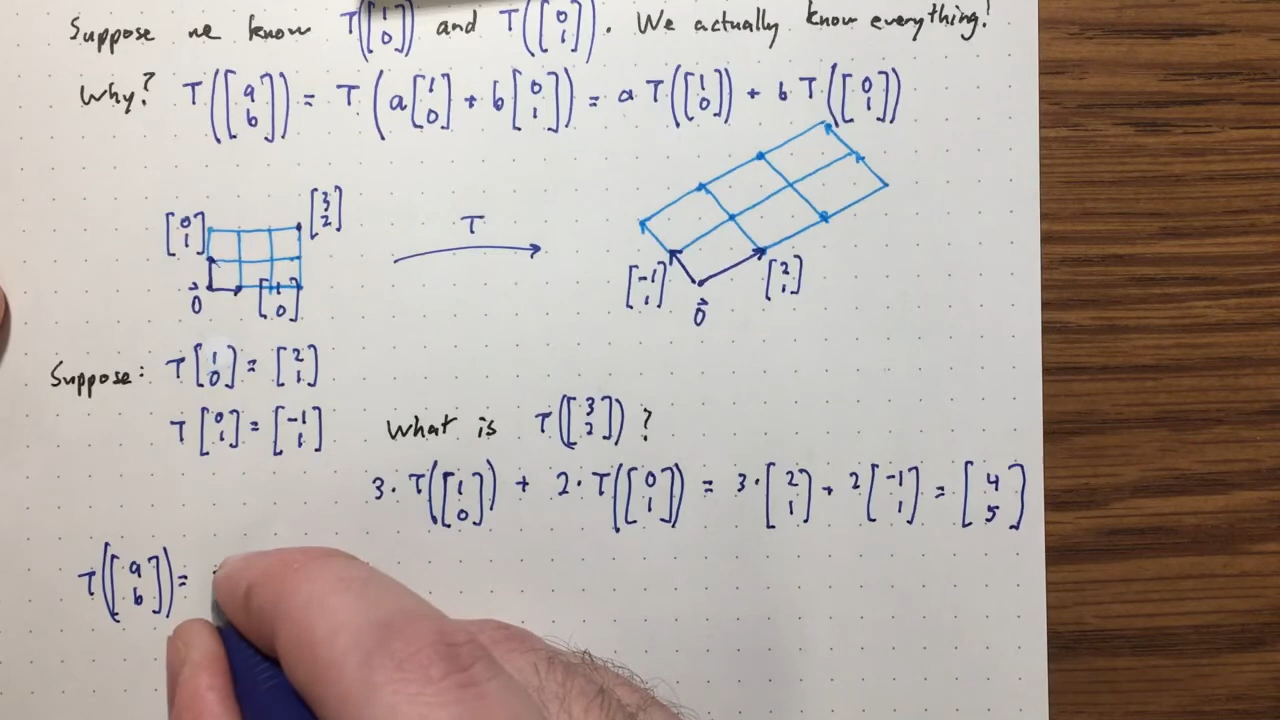 Suppose we know T([1 0]) and T([0 1]). We actually know everything!
Why? T([a b]) = T(a[1 0] + b[0 1]) = a T([1 0]) + b T([0 1])
[0 1] [3 2]
T
0⃗ [1 0]
[-1 1] [2 1]
0⃗
Suppose: T[1 0] = [2 1]
T[0 1] = [-1 1] What is T([3 2])?
3·T([1 0]) + 2·T([0 1]) = 3·[2 1] + 2[-1 1] = [4 5]
T([a b]) =